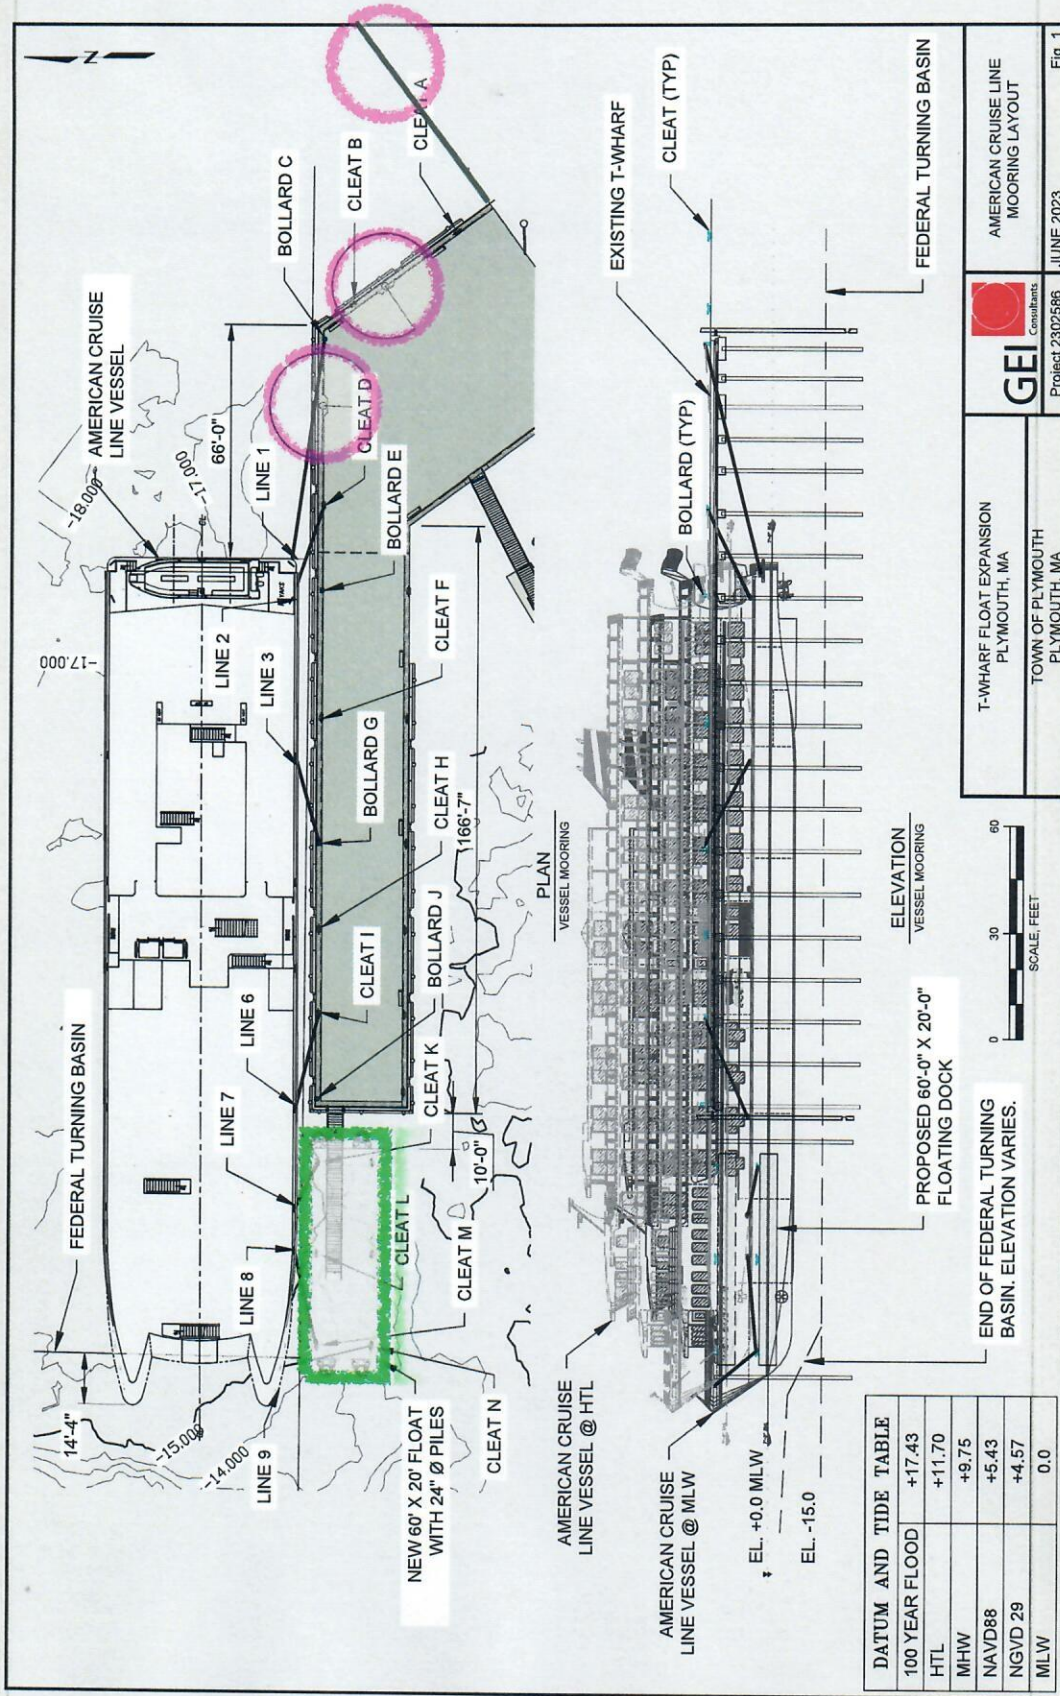 N
AMERICAN CRUISE
LINE VESSEL
BOLLARD C
CLEAT B
CLEAT A
66'-0"
-18.000
-17.000
-17.000
LINE 1
LINE 2
LINE 3
CLEAT D
BOLLARD E
CLEAT F
BOLLARD G
CLEAT H
166'-7"
CLEAT I
BOLLARD J
CLEAT K
10'-0"
FEDERAL TURNING BASIN
LINE 6
LINE 7
LINE 8
LINE 9
14'-4"
-15.000
-14.000
CLEAT L
CLEAT M
CLEAT N
NEW 60' X 20' FLOAT
WITH 24" Ø PILES
PLAN
VESSEL MOORING
EXISTING T-WHARF
CLEAT (TYP)
BOLLARD (TYP)
FEDERAL TURNING BASIN
AMERICAN CRUISE
LINE VESSSEL @ HTL
AMERICAN CRUISE
LINE VESSSEL @ MLW
EL. +0.0 MLW
EL. -15.0
PROPOSED 60'-0" X 20'-0"
FLOATING DOCK
END OF FEDERAL TURNING
BASIN. ELEVATION VARIES.
ELEVATION
VESSEL MOORING
0 30 60
SCALE, FEET
DATUM AND TIDE TABLE
100 YEAR FLOOD +17.43
HTL +11.70
MHW +9.75
NAVD88 +5.43
NGVD 29 +4.57
MLW 0.0
T-WHARF FLOAT EXPANSION
PLYMOUTH, MA
TOWN OF PLYMOUTH
PLYMOUTH, MA
GEI Consultants
Project 2302586
AMERICAN CRUISE LINE
MOORING LAYOUT
JUNE 2023
Fig. 1